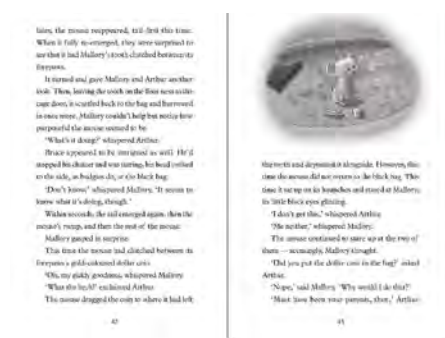 later, the mouse reappeared, tail-first this time.
When it fully re-emerged, they were surprised to
see that it had Mallory's tooth clutched between its
forepaws.
It turned and gave Mallory and Arthur another
look. Then, leaving the tooth on the floor next to the
cage door, it scuttled back to the bag and burrowed
in once more. Mallory couldn't help but notice how
purposeful the mouse seemed to be.
'What's it doing?' whispered Arthur.
Bruce appeared to be intrigued as well. He'd
stopped his chatter and was staring, his head cocked
to the side, as budgies do, at the black bag.
'Don't know,' whispered Mallory. 'It seems to
know what it's doing, though.'
Within seconds, the tail emerged again, then the
mouse's rump, and then the rest of the mouse.
Mallory gasped in surprise.
This time the mouse had clutched between its
forepaws a gold-coloured dollar coin.
'Oh, my giddy goodness,' whispered Mallory.
'What the heck?' exclaimed Arthur.
The mouse dragged the coin to where it had left
42
the tooth and deposited it alongside. However, this
time the mouse did not return to the black bag. This
time it sat up on its haunches and stared at Mallory,
its little black eyes glinting.
'I don't get this,' whispered Arthur.
'Me neither,' whispered Mallory.
The mouse continued to stare up at the two of
them — seemingly, Mallory thought.
'Did you put the dollar coin in the bag?' asked
Arthur.
'Nope,' said Mallory. 'Why would I do that?'
'Must have been your parents, then,' Arthur
43